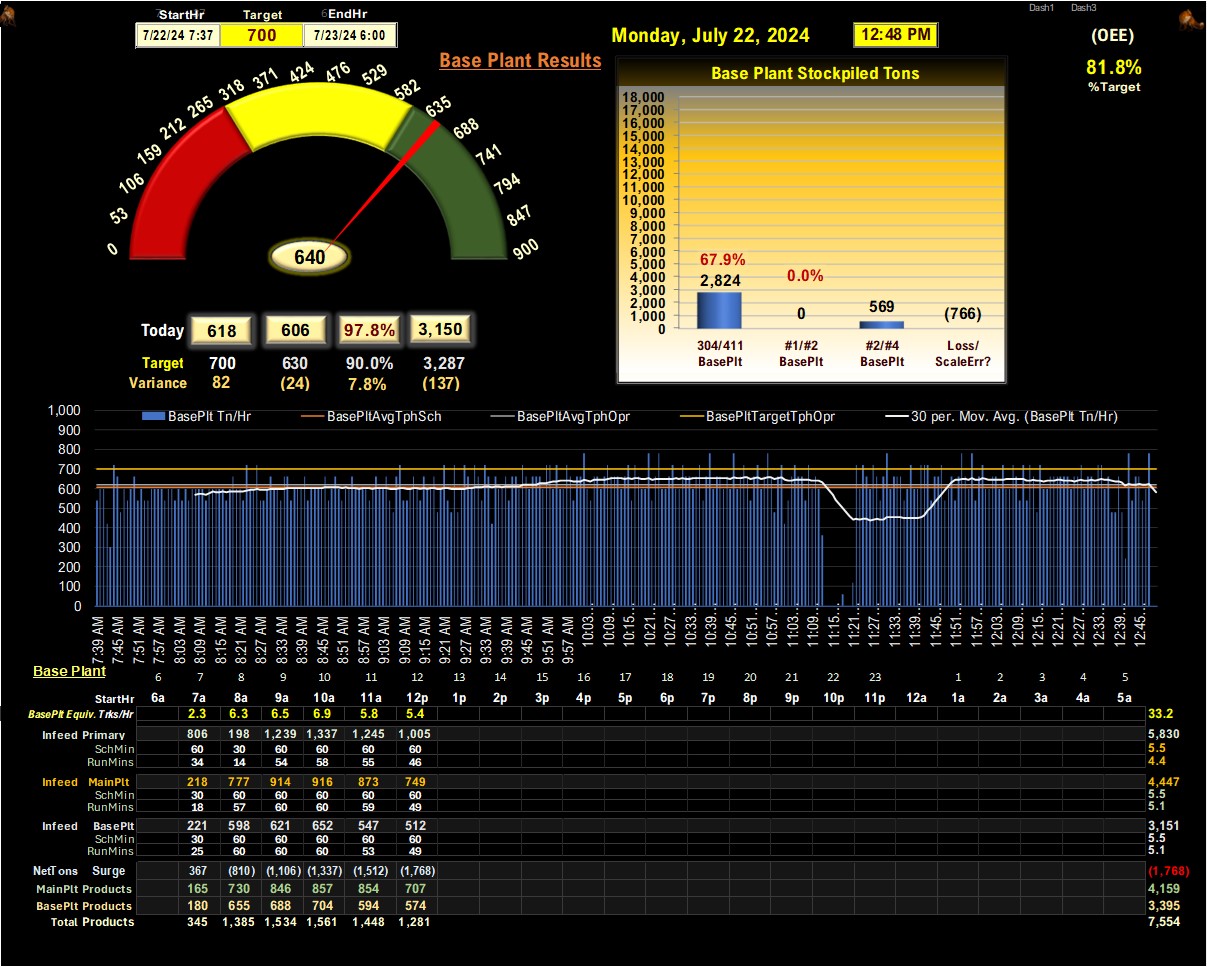 Dash1 Dash3
StartHr Target EndHr
7/22/24 7:37 700 7/23/24 6:00
Monday, July 22, 2024 12:48 PM (OEE)
81.8%
%Target
Base Plant Results
0 53 106 159 212 265 318 371 424 476 529 582 635 688 741 794 847 900
640
Base Plant Stockpiled Tons
18,000
17,000
16,000
15,000
14,000
13,000
12,000
11,000
10,000
9,000
8,000
7,000
6,000
5,000
4,000
3,000
2,000
1,000
0
67.9% 0.0%
2,824 0 569 (766)
304/411 #1/#2 #2/#4 Loss/
BasePlt BasePlt BasePlt ScaleErr?
Today 618 606 97.8% 3,150
Target 700 630 90.0% 3,287
Variance 82 (24) 7.8% (137)
BasePlt Tn/Hr BasePltAvgTphSch BasePltAvgTphOpr BasePltTargetTphOpr 30 per. Mov. Avg. (BasePlt Tn/Hr)
1,000
900
800
700
600
500
400
300
200
100
0
7:39 AM 7:45 AM 7:51 AM 7:57 AM 8:03 AM 8:09 AM 8:15 AM 8:21 AM 8:27 AM 8:33 AM 8:39 AM 8:45 AM 8:51 AM 8:57 AM 9:03 AM 9:09 AM 9:15 AM 9:21 AM 9:27 AM 9:33 AM 9:39 AM 9:45 AM 9:51 AM 9:57 AM 10:03... 10:09... 10:15... 10:21... 10:27... 10:33... 10:39... 10:45... 10:51... 10:57... 11:03... 11:09... 11:15... 11:21... 11:27... 11:33... 11:39... 11:45... 11:51... 11:57... 12:03... 12:09... 12:15... 12:21... 12:27... 12:33... 12:39... 12:45...
Base Plant 6 7 8 9 10 11 12 13 14 15 16 17 18 19 20 21 22 23 1 2 3 4 5
StartHr 6a 7a 8a 9a 10a 11a 12p 1p 2p 3p 4p 5p 6p 7p 8p 9p 10p 11p 12a 1a 2a 3a 4a 5a
BasePlt Equiv. Trks/Hr 2.3 6.3 6.5 6.9 5.8 5.4 33.2
Infeed Primary 806 198 1,239 1,337 1,245 1,005 5,830
SchMin 60 30 60 60 60 60 5.5
RunMins 34 14 54 58 55 46 4.4
Infeed MainPlt 218 777 914 916 873 749 4,447
SchMin 30 60 60 60 60 60 5.5
RunMins 18 57 60 60 59 49 5.1
Infeed BasePlt 221 598 621 652 547 512 3,151
SchMin 30 60 60 60 60 60 5.5
RunMins 25 60 60 60 53 49 5.1
NetTons Surge 367 (810) (1,106) (1,337) (1,512) (1,768) (1,768)
MainPlt Products 165 730 846 857 854 707 4,159
BasePlt Products 180 655 688 704 594 574 3,395
Total Products 345 1,385 1,534 1,561 1,448 1,281 7,554